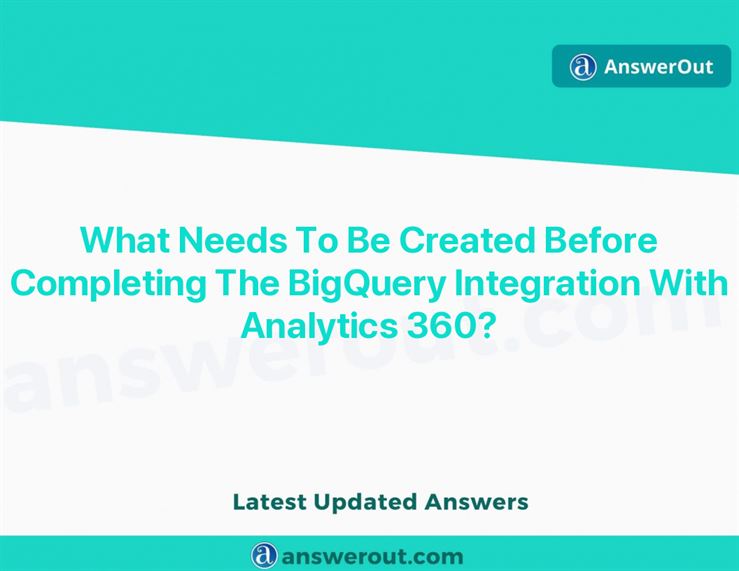 AnswerOut
What Needs To Be Created Before
Completing The BigQuery Integration With
Analytics 360?
answerout.com
Latest Updated Answers
answerout.com